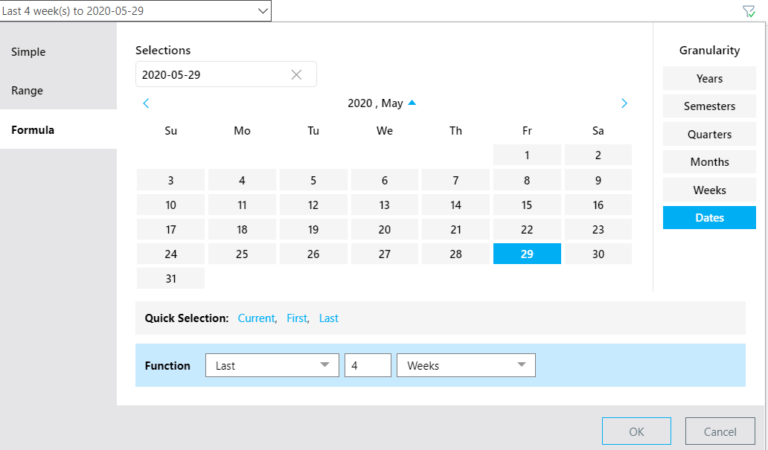 Last 4 week(s) to 2020-05-29
Simple
Range
Formula
Selections
2020-05-29
2020 , May
Su Mo Tu We Th Fr Sa
1 2
3 4 5 6 7 8 9
10 11 12 13 14 15 16
17 18 19 20 21 22 23
24 25 26 27 28 29 30
31
Quick Selection: Current, First, Last
Function Last 4 Weeks
Granularity
Years
Semesters
Quarters
Months
Weeks
Dates
OK Cancel